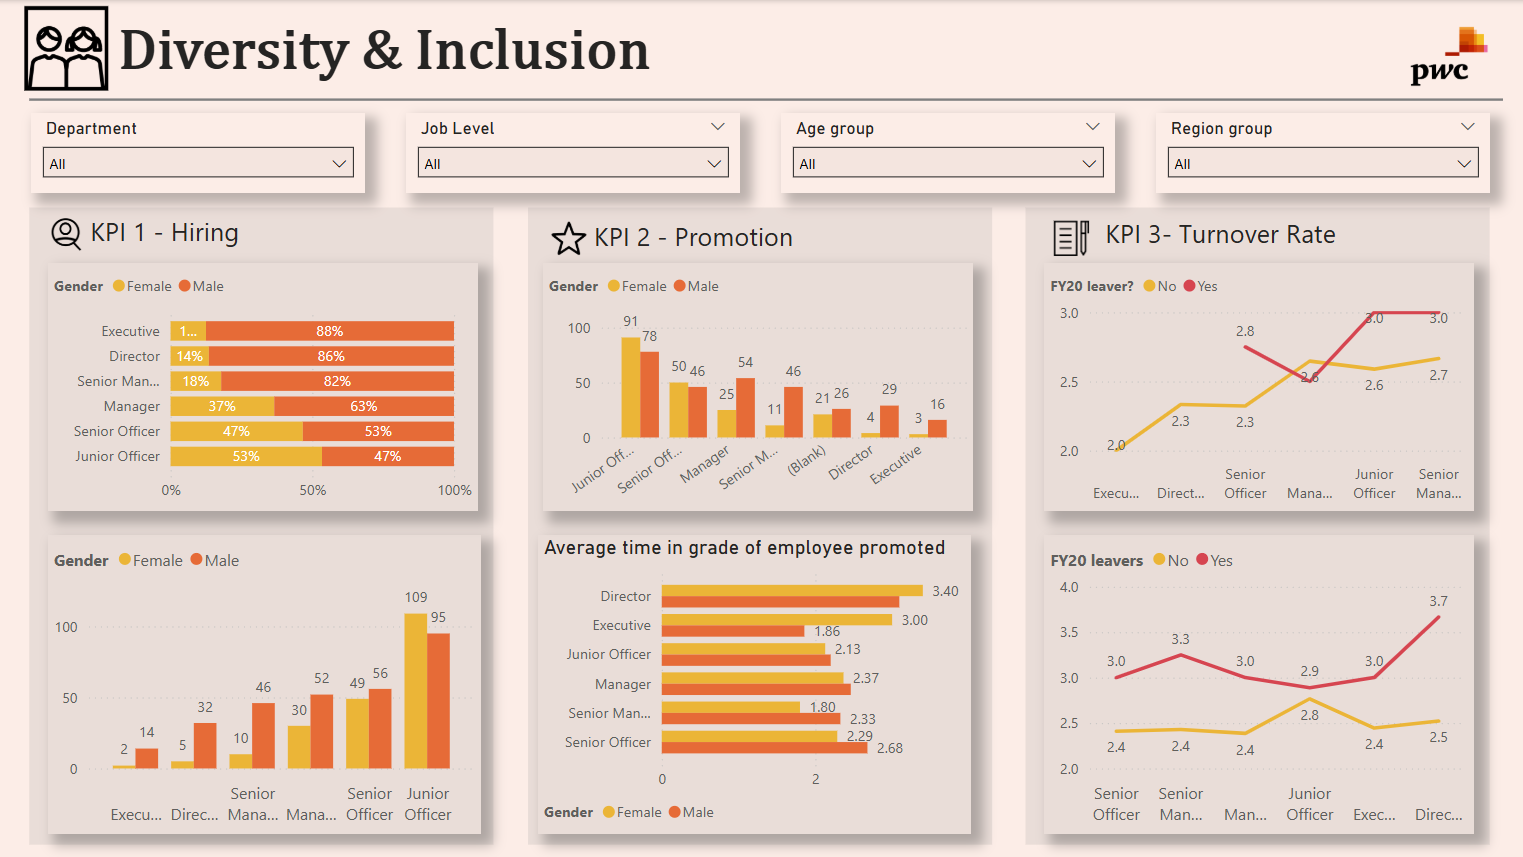 Diversity & Inclusion
pwc
Department
All
Job Level
All
Age group
All
Region group
All
KPI 1 - Hiring
Gender Female Male
Executive 1... 88%
Director 14% 86%
Senior Man... 18% 82%
Manager 37% 63%
Senior Officer 47% 53%
Junior Officer 53% 47%
0% 50% 100%
Gender Female Male
100
50
0
2 14 5 32 10 46 30 52 49 56 109 95
Execu... Direc... Senior Mana... Mana... Senior Officer Junior Officer
KPI 2 - Promotion
Gender Female Male
100
50
0
91 78 50 46 25 54 11 46 21 26 4 29 3 16
Junior Off... Senior Off... Manager Senior M... (Blank) Director Executive
Average time in grade of employee promoted
Director 3.40
Executive 3.00 1.86
Junior Officer 2.13
Manager 2.37
Senior Man... 1.80 2.33
Senior Officer 2.29 2.68
0 2
Gender Female Male
KPI 3- Turnover Rate
FY20 leaver? No Yes
3.0
2.5
2.0
2.8 2.6 3.0 3.0
2.0 2.3 2.3 2.6 2.7
Execu... Direct... Senior Officer Mana... Junior Officer Senior Mana...
FY20 leavers No Yes
4.0
3.5
3.0
2.5
2.0
3.0 3.3 3.0 2.9 3.0 3.7
2.4 2.4 2.4 2.8 2.4 2.5
Senior Officer Senior Man... Man... Junior Officer Exec... Direc...